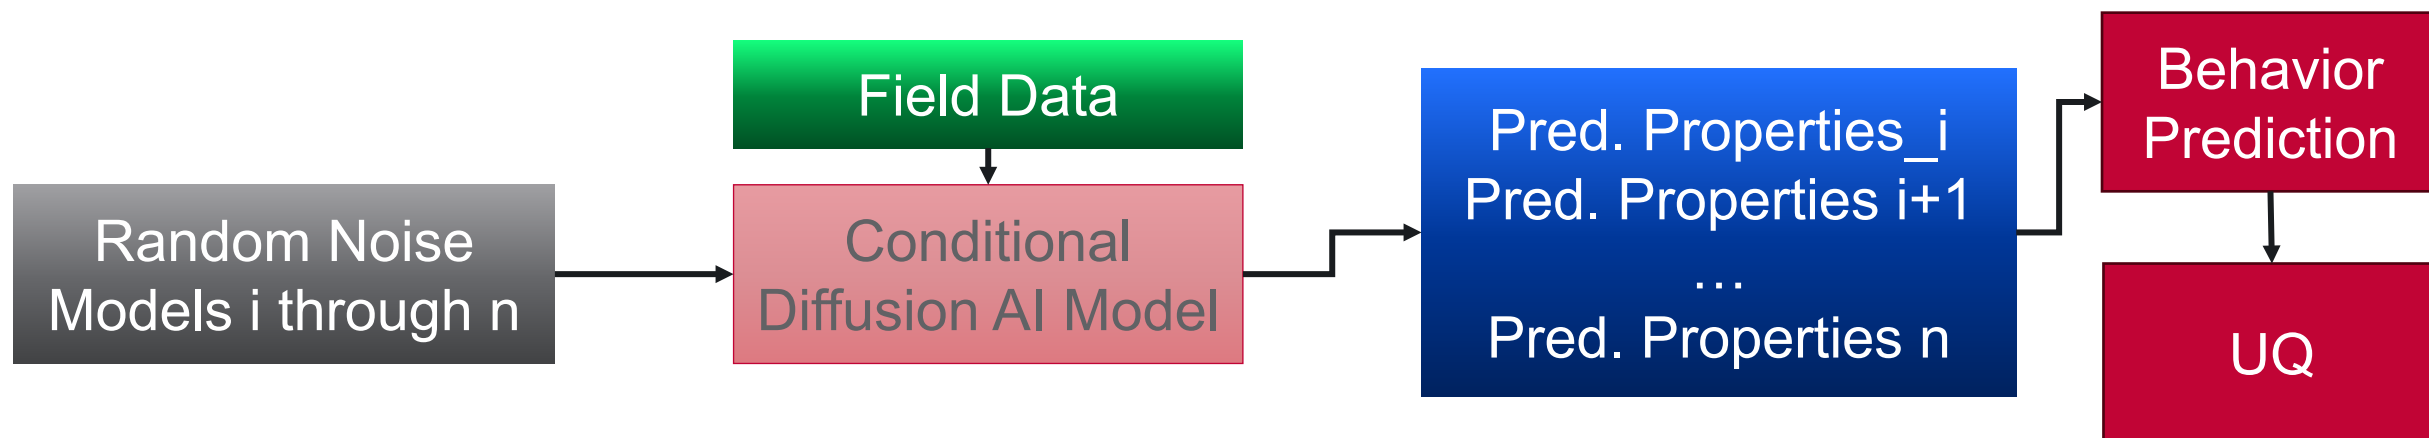 Field Data
Random Noise
Models i through n
Conditional
Diffusion AI Model
Pred. Properties_i
Pred. Properties i+1
…
Pred. Properties n
Behavior
Prediction
UQ